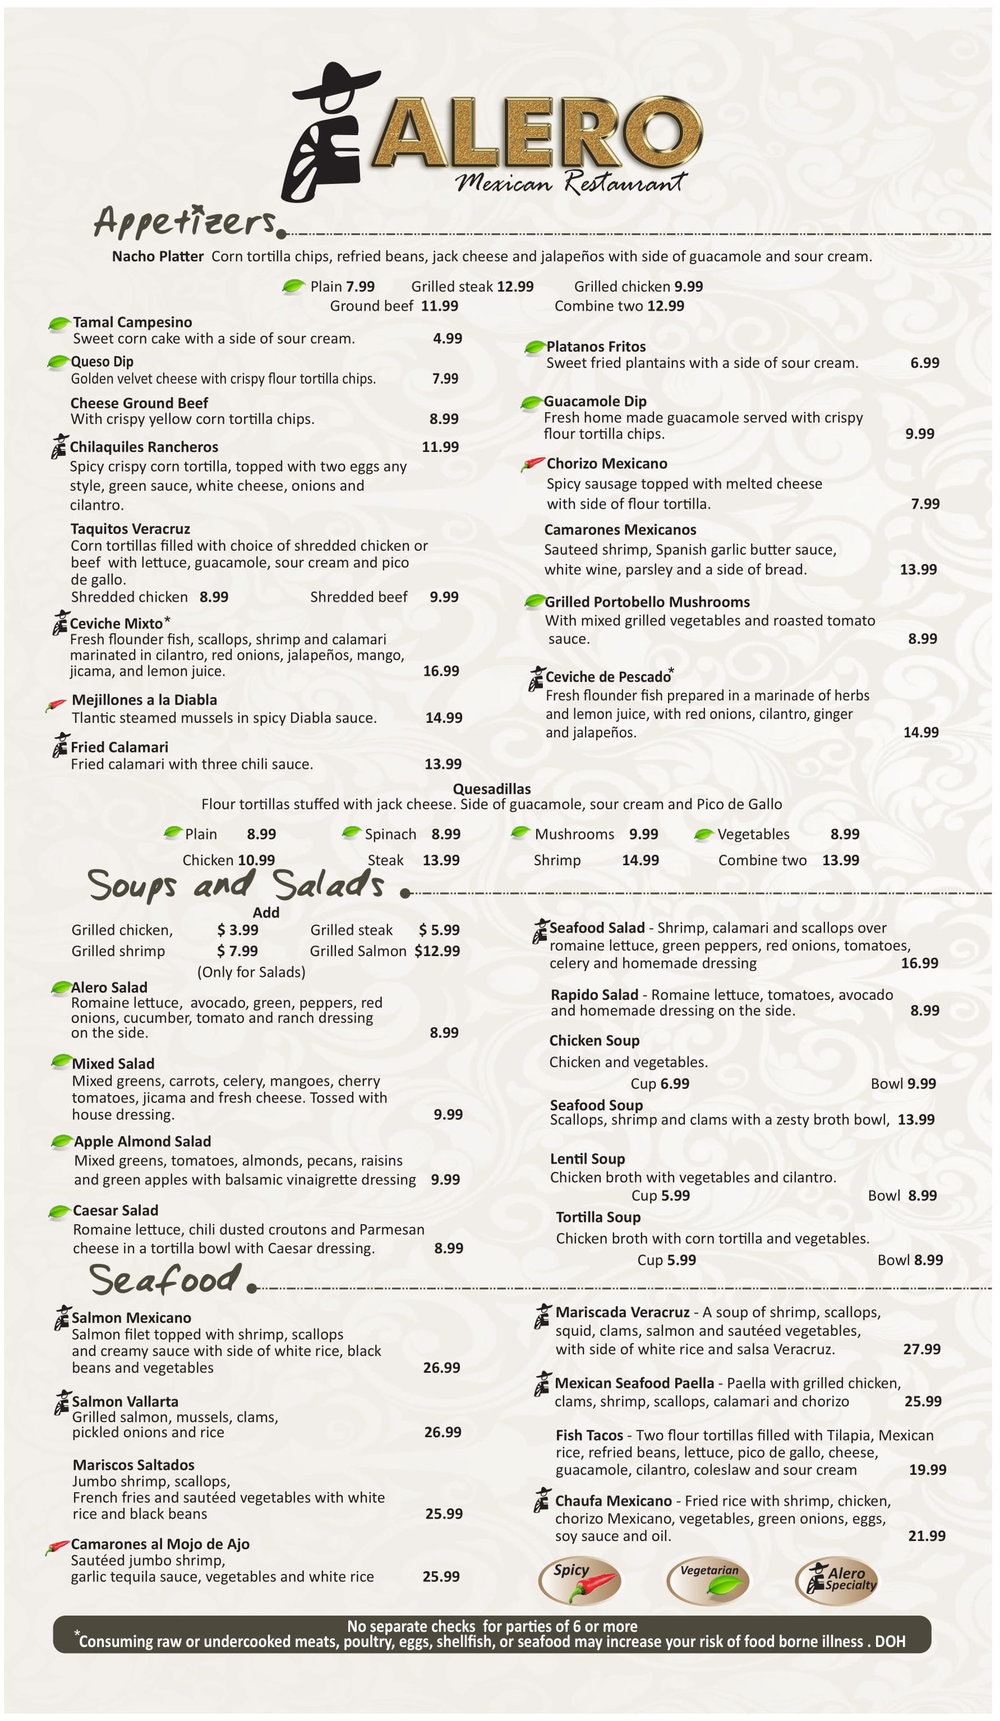 ALERO
Mexican Restaurant
Appetizers
Nacho Platter Corn tortilla chips, refried beans, jack cheese and jalapeños with side of guacamole and sour cream.
Plain 7.99 Grilled steak 12.99 Grilled chicken 9.99
Ground beef 11.99 Combine two 12.99
Tamal Campesino
Sweet corn cake with a side of sour cream. 4.99
Queso Dip
Golden velvet cheese with crispy flour tortilla chips. 7.99
Cheese Ground Beef
With crispy yellow corn tortilla chips. 8.99
Chilaquiles Rancheros 11.99
Spicy crispy corn tortilla, topped with two eggs any
style, green sauce, white cheese, onions and
cilantro.
Taquitos Veracruz
Corn tortillas filled with choice of shredded chicken or
beef with lettuce, guacamole, sour cream and pico
de gallo.
Shredded chicken 8.99 Shredded beef 9.99
Ceviche Mixto*
Fresh flounder fish, scallops, shrimp and calamari
marinated in cilantro, red onions, jalapeños, mango,
jicama, and lemon juice. 16.99
Mejillones a la Diabla
Tlantic steamed mussels in spicy Diabla sauce. 14.99
Fried Calamari
Fried calamari with three chili sauce. 13.99
Platanos Fritos
Sweet fried plantains with a side of sour cream. 6.99
Guacamole Dip
Fresh home made guacamole served with crispy
flour tortilla chips. 9.99
Chorizo Mexicano
Spicy sausage topped with melted cheese
with side of flour tortilla. 7.99
Camarones Mexicanos
Sauteed shrimp, Spanish garlic butter sauce,
white wine, parsley and a side of bread. 13.99
Grilled Portobello Mushrooms
With mixed grilled vegetables and roasted tomato
sauce. 8.99
Ceviche de Pescado*
Fresh flounder fish prepared in a marinade of herbs
and lemon juice, with red onions, cilantro, ginger
and jalapeños. 14.99
Quesadillas
Flour tortillas stuffed with jack cheese. Side of guacamole, sour cream and Pico de Gallo
Plain 8.99 Spinach 8.99 Mushrooms 9.99 Vegetables 8.99
Chicken 10.99 Steak 13.99 Shrimp 14.99 Combine two 13.99
Soups and Salads
Add
Grilled chicken, $ 3.99 Grilled steak $ 5.99
Grilled shrimp $ 7.99 Grilled Salmon $12.99
(Only for Salads)
Alero Salad
Romaine lettuce, avocado, green, peppers, red
onions, cucumber, tomato and ranch dressing
on the side. 8.99
Mixed Salad
Mixed greens, carrots, celery, mangoes, cherry
tomatoes, jicama and fresh cheese. Tossed with
house dressing. 9.99
Apple Almond Salad
Mixed greens, tomatoes, almonds, pecans, raisins
and green apples with balsamic vinaigrette dressing 9.99
Caesar Salad
Romaine lettuce, chili dusted croutons and Parmesan
cheese in a tortilla bowl with Caesar dressing. 8.99
Seafood Salad - Shrimp, calamari and scallops over
romaine lettuce, green peppers, red onions, tomatoes,
celery and homemade dressing 16.99
Rapido Salad - Romaine lettuce, tomatoes, avocado
and homemade dressing on the side. 8.99
Chicken Soup
Chicken and vegetables.
Cup 6.99 Bowl 9.99
Seafood Soup
Scallops, shrimp and clams with a zesty broth bowl, 13.99
Lentil Soup
Chicken broth with vegetables and cilantro.
Cup 5.99 Bowl 8.99
Tortilla Soup
Chicken broth with corn tortilla and vegetables.
Cup 5.99 Bowl 8.99
Seafood
Salmon Mexicano
Salmon filet topped with shrimp, scallops
and creamy sauce with side of white rice, black
beans and vegetables 26.99
Salmon Vallarta
Grilled salmon, mussels, clams,
pickled onions and rice 26.99
Mariscos Saltados
Jumbo shrimp, scallops,
French fries and sautéed vegetables with white
rice and black beans 25.99
Camarones al Mojo de Ajo
Sautéed jumbo shrimp,
garlic tequila sauce, vegetables and white rice 25.99
Mariscada Veracruz - A soup of shrimp, scallops,
squid, clams, salmon and sautéed vegetables,
with side of white rice and salsa Veracruz. 27.99
Mexican Seafood Paella - Paella with grilled chicken,
clams, shrimp, scallops, calamari and chorizo 25.99
Fish Tacos - Two flour tortillas filled with Tilapia, Mexican
rice, refried beans, lettuce, pico de gallo, cheese,
guacamole, cilantro, coleslaw and sour cream 19.99
Chaufa Mexicano - Fried rice with shrimp, chicken,
chorizo Mexicano, vegetables, green onions, eggs,
soy sauce and oil. 21.99
Spicy Vegetarian Alero
Specialty
No separate checks for parties of 6 or more
*Consuming raw or undercooked meats, poultry, eggs, shellfish, or seafood may increase your risk of food borne illness . DOH